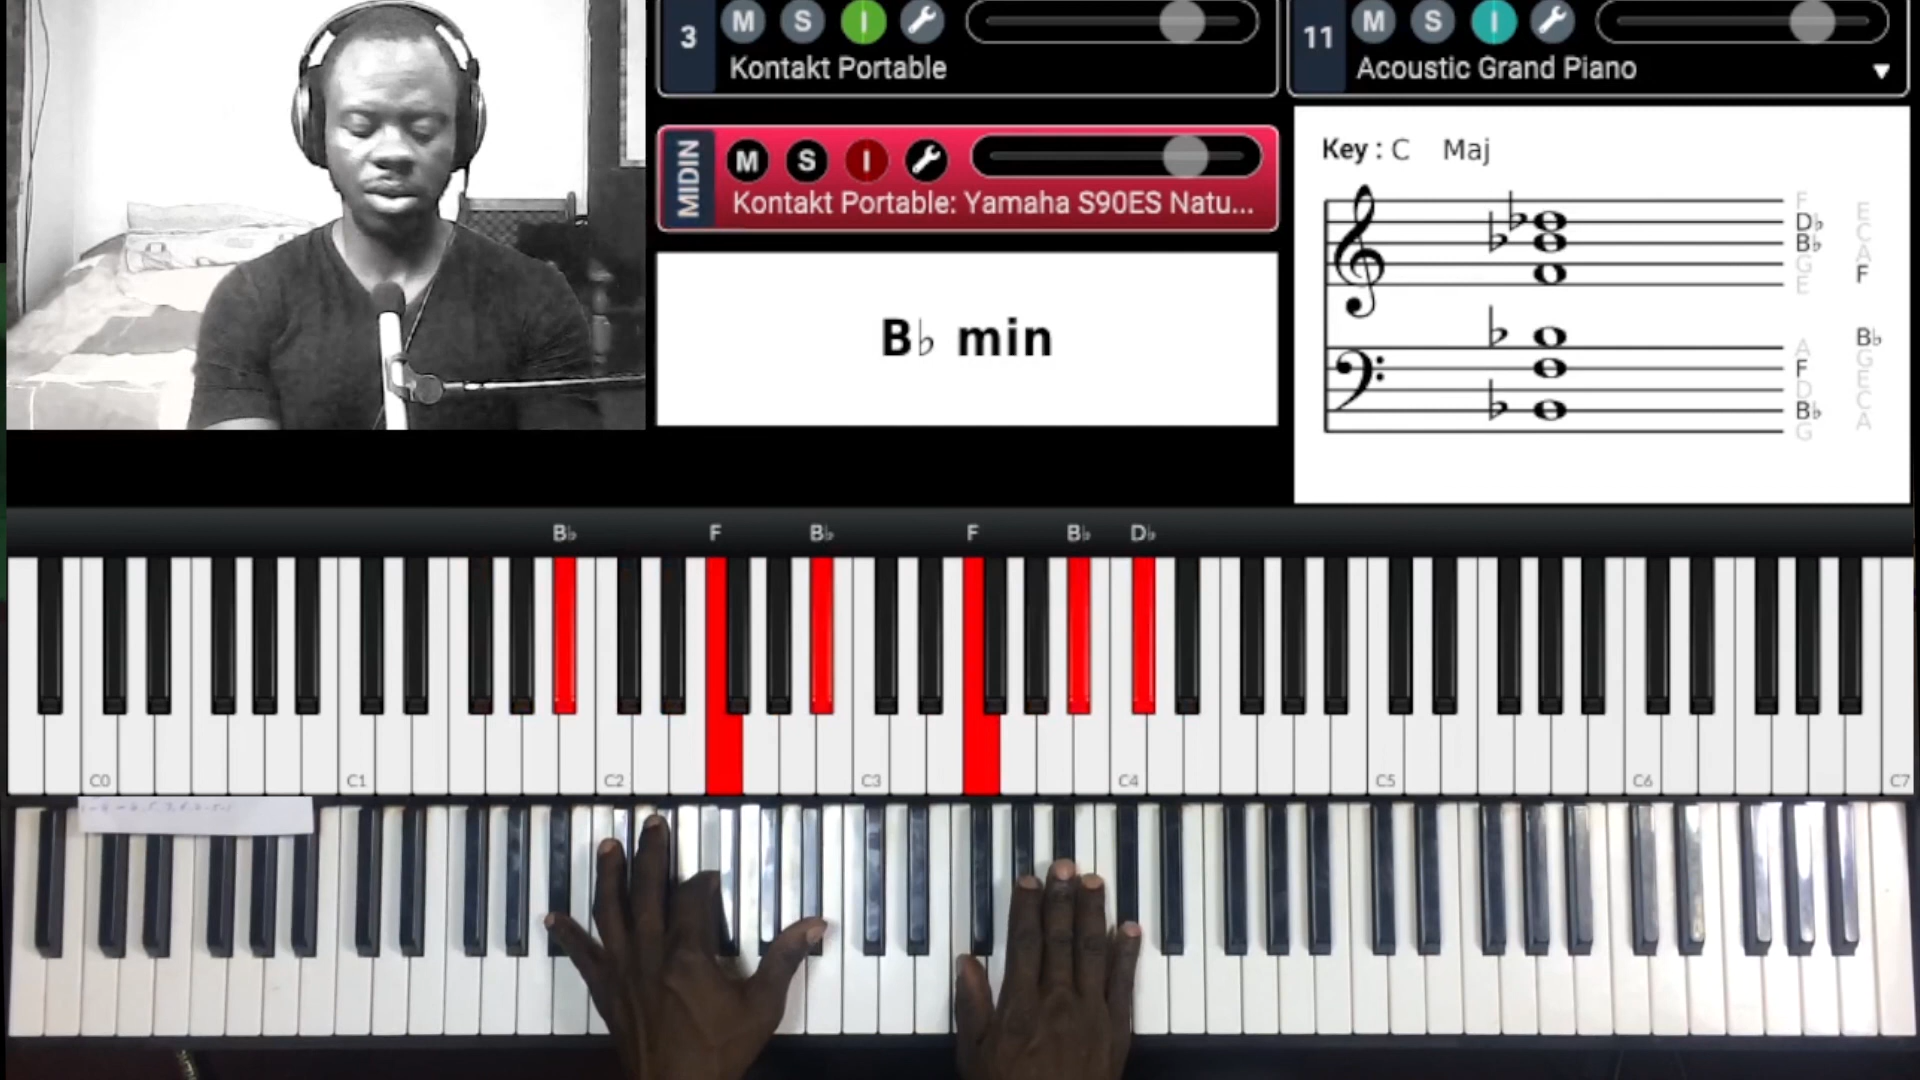 3 M S I
Kontakt Portable
11 M S I
Acoustic Grand Piano
MIDIN M S I
Kontakt Portable: Yamaha S90ES Natu...
B♭ min
Key : C Maj
F
D♭
B♭
G
E
E
C
A
F
A
F
D
B♭
G
B♭
G
E
C
A
B♭ F B♭ F B♭ D♭
C0 C1 C2 C3 C4 C5 C6 C7